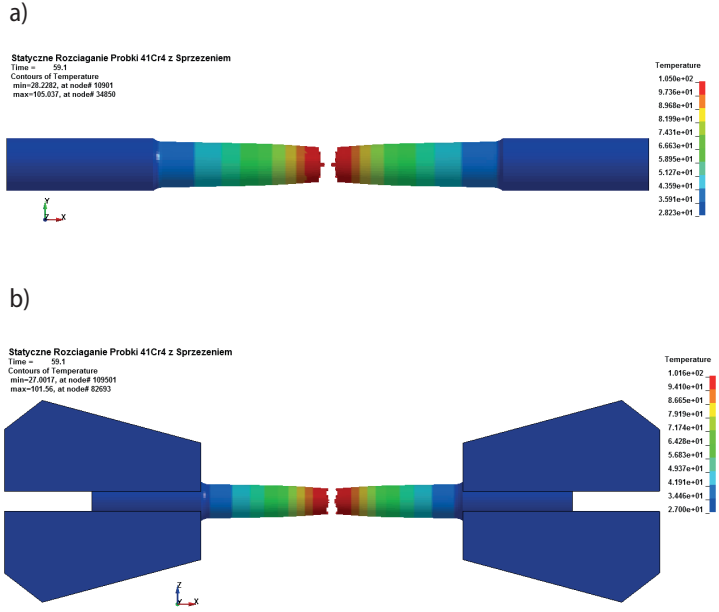 a)
Statyczne Rozciaganie Probki 41Cr4 z Sprzezeniem
Time = 59.1
Contours of Temperature
min=28.2282, at node# 10901
max=105.037, at node# 34850
Temperature
1.050e+02
9.736e+01
8.968e+01
8.199e+01
7.431e+01
6.663e+01
5.895e+01
5.127e+01
4.359e+01
3.591e+01
2.823e+01
Y
Z
X
b)
Statyczne Rozciaganie Probki 41Cr4 z Sprzezeniem
Time = 59.1
Contours of Temperature
min=27.0017, at node# 109501
max=101.56, at node# 82693
Temperature
1.016e+02
9.410e+01
8.665e+01
7.919e+01
7.174e+01
6.428e+01
5.683e+01
4.937e+01
4.191e+01
3.446e+01
2.700e+01
Z
Y
X